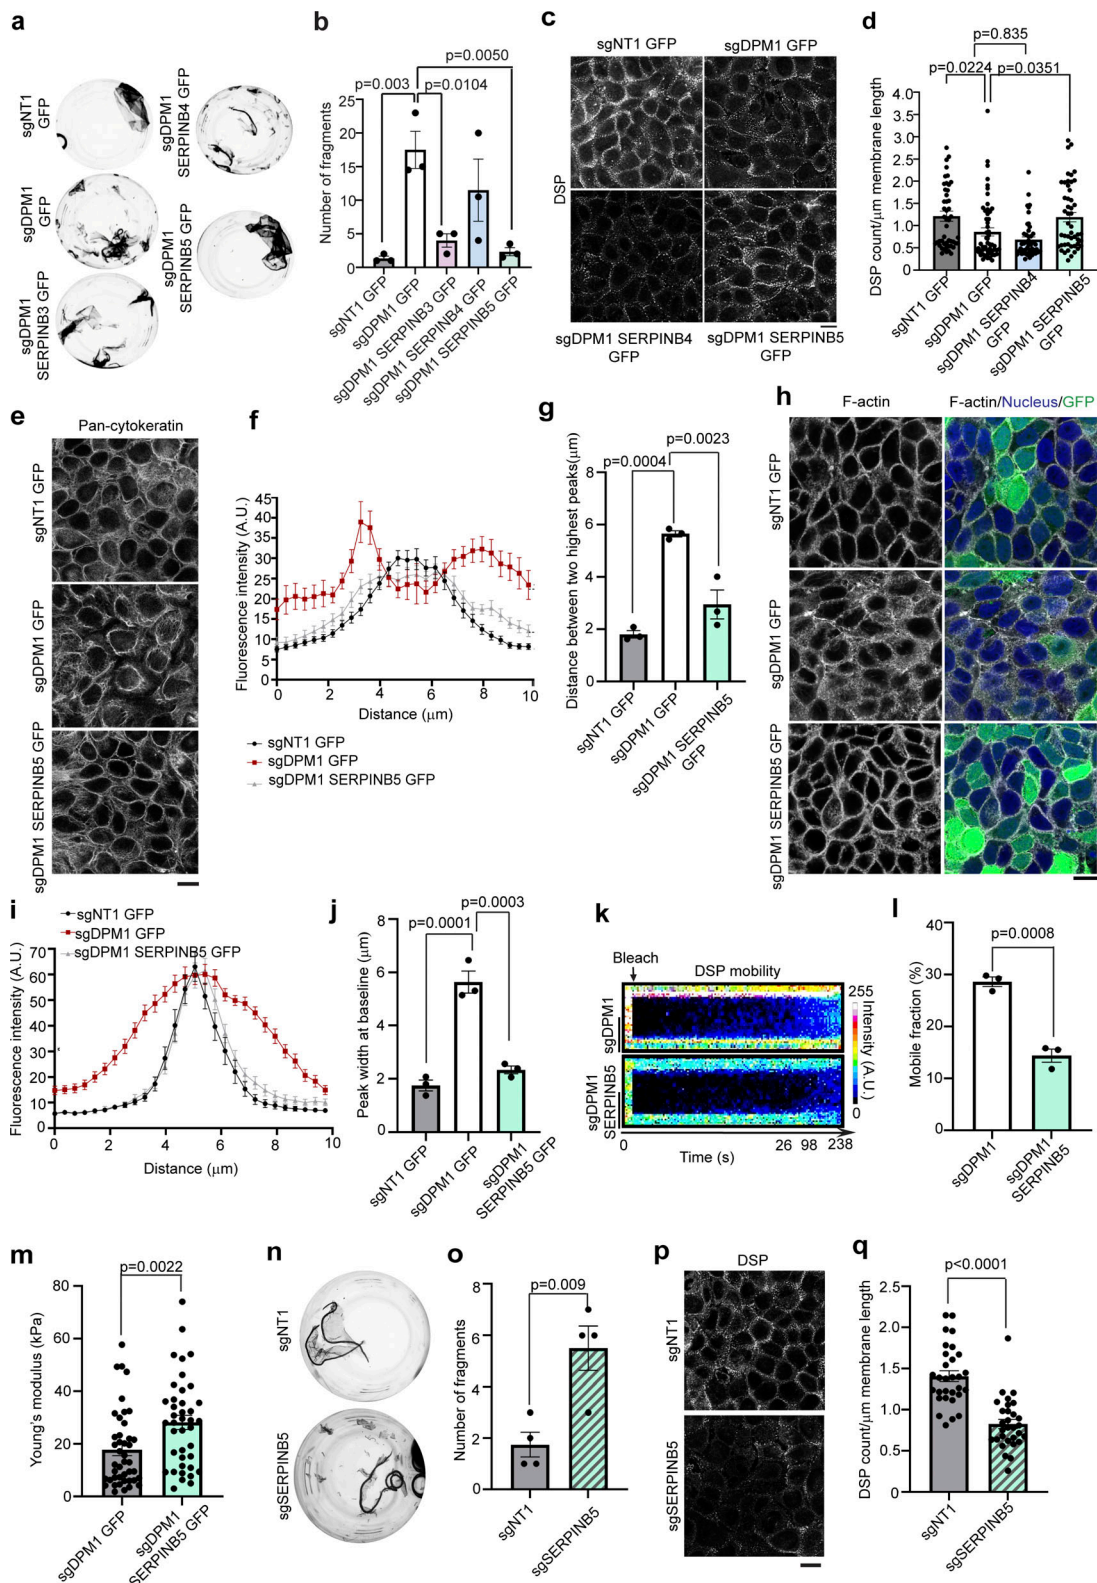 a
sgNT1
GFP
sgDPM1
SERPINB4 GFP
sgDPM1
GFP
sgDPM1
SERPINB5 GFP
sgDPM1
SERPINB3 GFP
b
p=0.0050
p=0.003
p=0.0104
Number of fragments
25
20
15
10
5
0
sgNT1 GFP
sgDPM1 GFP
sgDPM1 SERPINB3 GFP
sgDPM1 SERPINB4 GFP
sgDPM1 SERPINB5 GFP
c
sgNT1 GFP
sgDPM1 GFP
DSP
sgDPM1 SERPINB4
GFP
sgDPM1 SERPINB5
GFP
d
p=0.835
p=0.0224
p=0.0351
DSP count/μm membrane length
4.0
3.5
3.0
2.5
2.0
1.5
1.0
0.5
0.0
sgNT1 GFP
sgDPM1 GFP
sgDPM1 SERPINB4
GFP
sgDPM1 SERPINB5
GFP
e
Pan-cytokeratin
sgNT1 GFP
sgDPM1 GFP
sgDPM1 SERPINB5 GFP
f
Fluorescence intensity (A.U.)
45
40
35
30
25
20
15
10
5
0
0 2 4 6 8 10
Distance (μm)
sgNT1 GFP
sgDPM1 GFP
sgDPM1 SERPINB5 GFP
g
p=0.0023
p=0.0004
Distance between two highest peaks(μm)
8
6
4
2
0
sgNT1 GFP
sgDPM1 GFP
sgDPM1 SERPINB5
GFP
h
F-actin
F-actin/Nucleus/GFP
sgNT1 GFP
sgDPM1 GFP
sgDPM1 SERPINB5 GFP
i
sgNT1 GFP
sgDPM1 GFP
sgDPM1 SERPINB5 GFP
Fluorescence intensity (A.U.)
70
60
50
40
30
20
10
0
0 2 4 6 8 10
Distance (μm)
j
p=0.0003
p=0.0001
Peak width at baseline (μm)
8
6
4
2
0
sgNT1 GFP
sgDPM1 GFP
sgDPM1
SERPINB5 GFP
k
Bleach
DSP mobility
sgDPM1
sgDPM1
SERPINB5
255
Intensity (A.U.)
0
0 26 98 238
Time (s)
l
p=0.0008
Mobile fraction (%)
40
30
20
10
0
sgDPM1
sgDPM1
SERPINB5
m
p=0.0022
Young's modulus (kPa)
80
60
40
20
0
sgDPM1 GFP
sgDPM1
SERPINB5 GFP
n
sgNT1
sgSERPINB5
o
p=0.009
Number of fragments
8
6
4
2
0
sgNT1
sgSERPINB5
p
DSP
sgNT1
sgSERPINB5
q
p<0.0001
DSP count/μm membrane length
2.5
2.0
1.5
1.0
0.5
0.0
sgNT1
sgSERPINB5